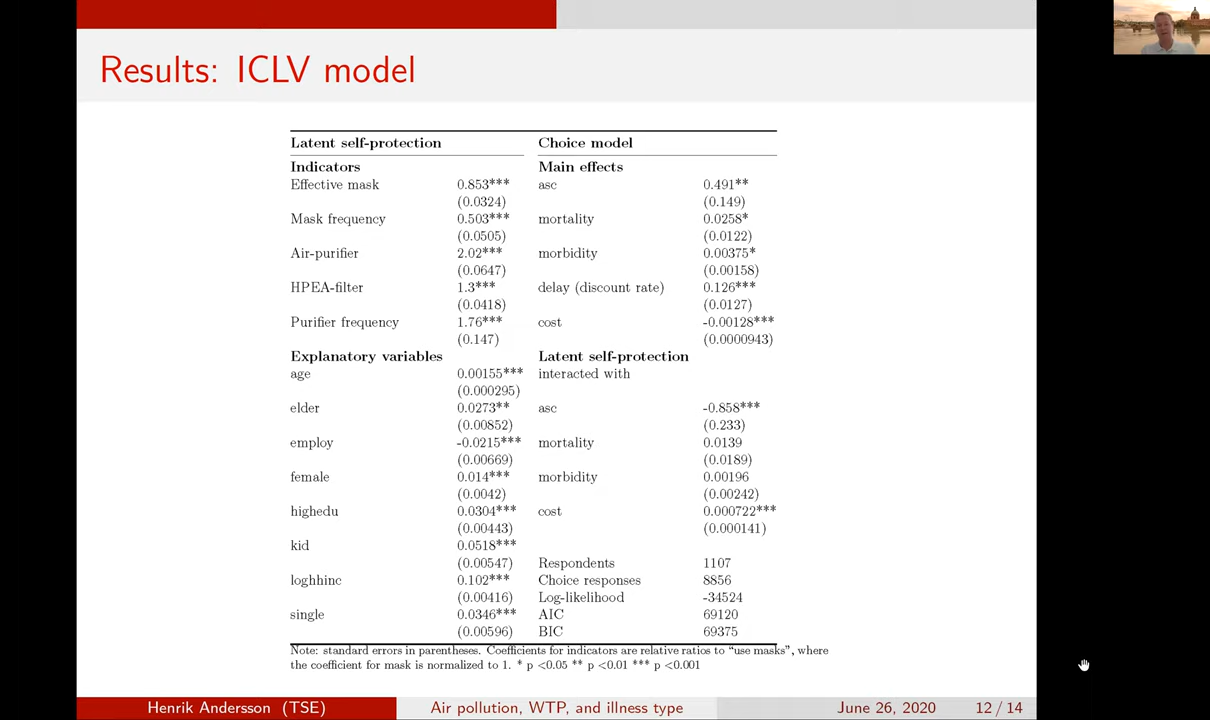 Results: ICLV model
Latent self-protection Choice model
Indicators Main effects
Effective mask 0.853*** asc 0.491**
(0.0324) (0.149)
Mask frequency 0.503*** mortality 0.0258*
(0.0505) (0.0122)
Air-purifier 2.02*** morbidity 0.00375*
(0.0647) (0.00158)
HPEA-filter 1.3*** delay (discount rate) 0.126***
(0.0418) (0.0127)
Purifier frequency 1.76*** cost -0.00128***
(0.147) (0.0000943)
Explanatory variables Latent self-protection
age 0.00155*** interacted with
(0.000295)
elder 0.0273** asc -0.858***
(0.00852) (0.233)
employ -0.0215*** mortality 0.0139
(0.00669) (0.0189)
female 0.014*** morbidity 0.00196
(0.0042) (0.00242)
highedu 0.0304*** cost 0.000722***
(0.00443) (0.000141)
kid 0.0518***
(0.00547) Respondents 1107
loghhinc 0.102*** Choice responses 8856
(0.00416) Log-likelihood -34524
single 0.0346*** AIC 69120
(0.00596) BIC 69375
Note: standard errors in parentheses. Coefficients for indicators are relative ratios to “use masks”, where
the coefficient for mask is normalized to 1. * p <0.05 ** p <0.01 *** p <0.001
Henrik Andersson (TSE) Air pollution, WTP, and illness type June 26, 2020 12 / 14